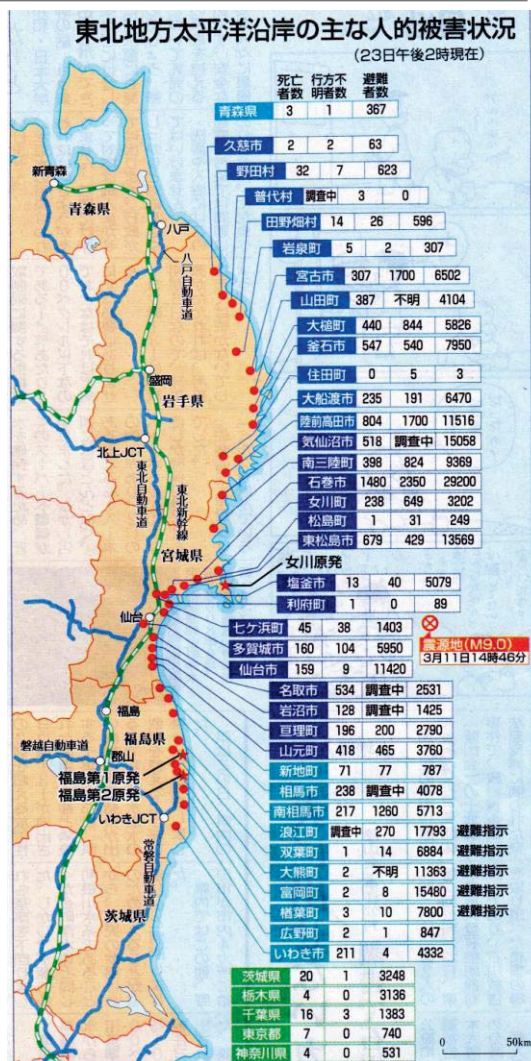 東北地方太平洋沿岸の主な人的被害状況
(23日午後2時現在)
死亡者数 行方不明者数 避難者数
青森県 3 1 367
久慈市 2 2 63
野田村 32 7 623
普代村 調査中 3 0
田野畑村 14 26 596
岩泉町 5 2 307
宮古市 307 1700 6502
山田町 387 不明 4104
大槌町 440 844 5826
釜石市 547 540 7950
住田町 0 5 3
大船渡市 235 191 6470
陸前高田市 804 1700 11516
気仙沼市 518 調査中 15058
南三陸町 398 824 9369
石巻市 1480 2350 29200
女川町 238 649 3202
松島町 1 31 249
東松島市 679 429 13569
女川原発
塩釜市 13 40 5079
利府町 1 0 89
七ケ浜町 45 38 1403
多賀城市 160 104 5950
仙台市 159 9 11420
震源地(M9.0)
3月11日14時46分
名取市 534 調査中 2531
岩沼市 128 調査中 1425
亘理町 196 200 2790
山元町 418 465 3760
新地町 71 77 787
相馬市 238 調査中 4078
南相馬市 217 1260 5713
浪江町 調査中 270 17793 避難指示
双葉町 1 14 6884 避難指示
大熊町 2 不明 11363 避難指示
富岡町 2 8 15480 避難指示
楢葉町 3 10 7800 避難指示
広野町 2 1 847
いわき市 211 4 4332
茨城県 20 1 3248
栃木県 4 0 3136
千葉県 16 3 1383
東京都 7 0 740
神奈川県 4 0 531
新青森
青森県
八戸
八戸自動車道
盛岡
岩手県
北上JCT
東北自動車道
東北新幹線
宮城県
仙台
福島
福島県
磐越自動車道
郡山
福島第1原発
福島第2原発
いわきJCT
常磐自動車道
茨城県
0 50km